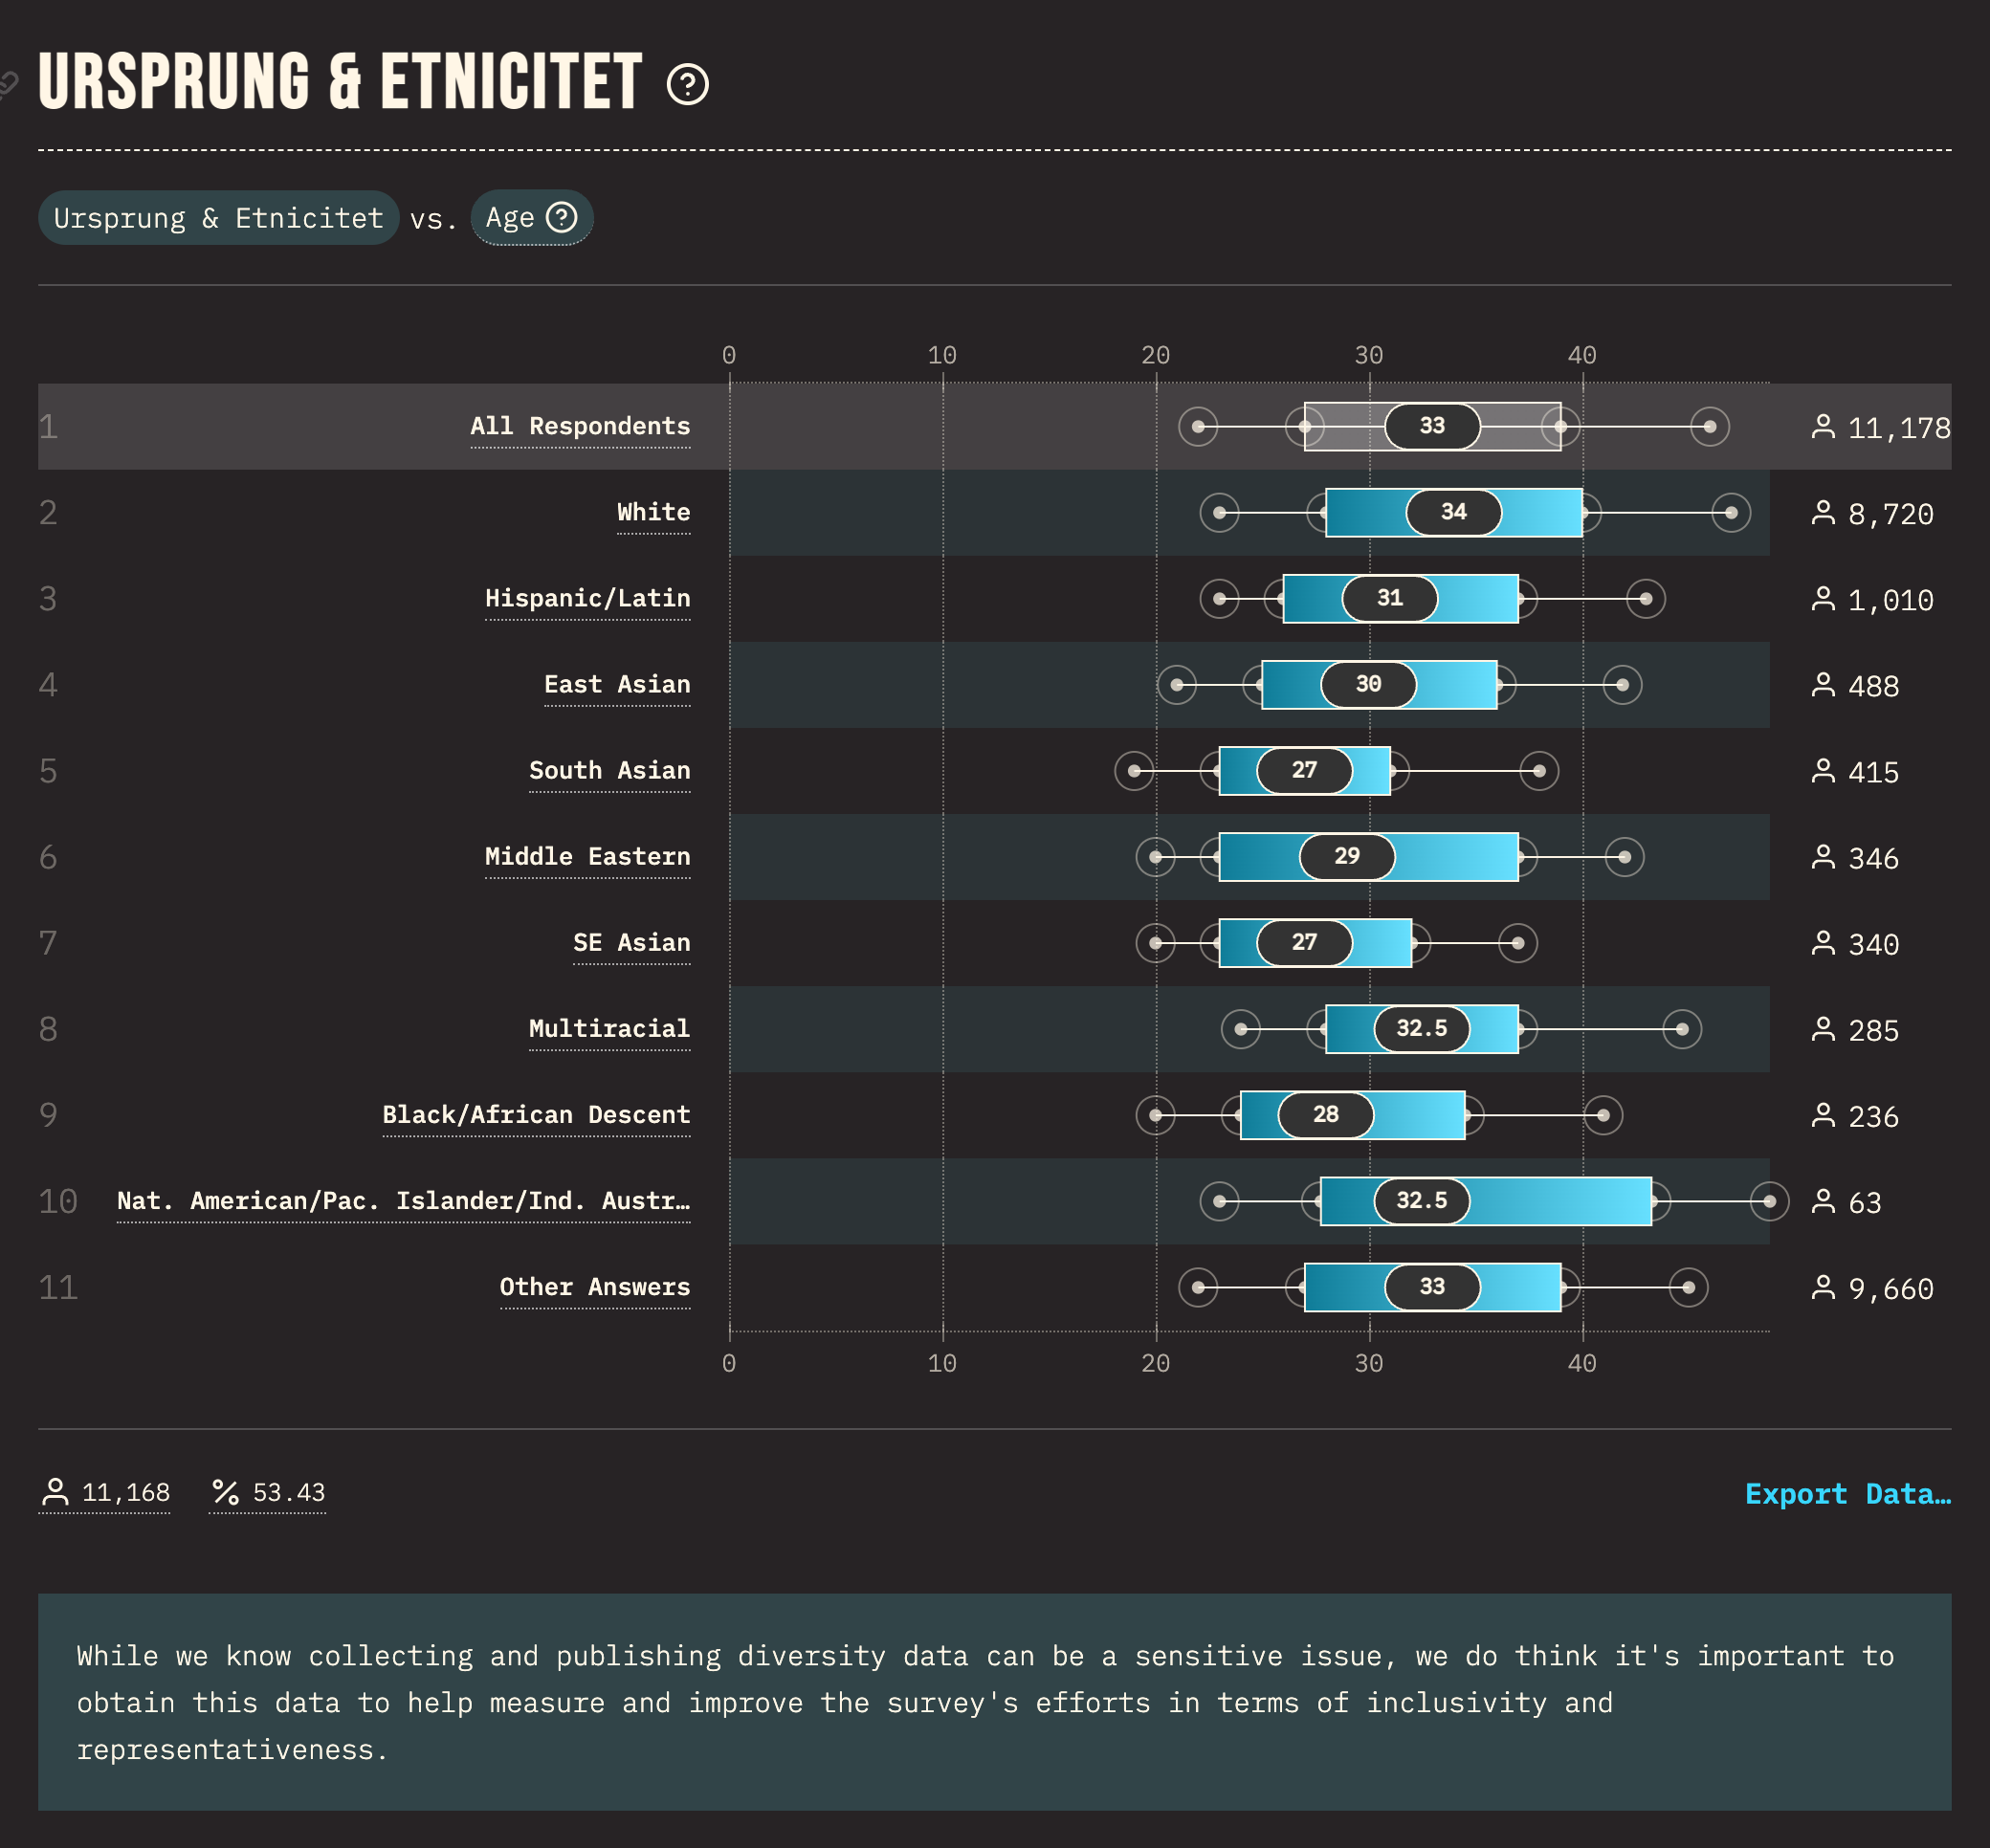 URSPRUNG & ETNICITET
Ursprung & Etnicitet vs. Age
0 10 20 30 40
1 All Respondents 33 11,178
2 White 34 8,720
3 Hispanic/Latin 31 1,010
4 East Asian 30 488
5 South Asian 27 415
6 Middle Eastern 29 346
7 SE Asian 27 340
8 Multiracial 32.5 285
9 Black/African Descent 28 236
10 Nat. American/Pac. Islander/Ind. Austr… 32.5 63
11 Other Answers 33 9,660
0 10 20 30 40
11,168 % 53.43 Export Data…
While we know collecting and publishing diversity data can be a sensitive issue, we do think it's important to
obtain this data to help measure and improve the survey's efforts in terms of inclusivity and
representativeness.